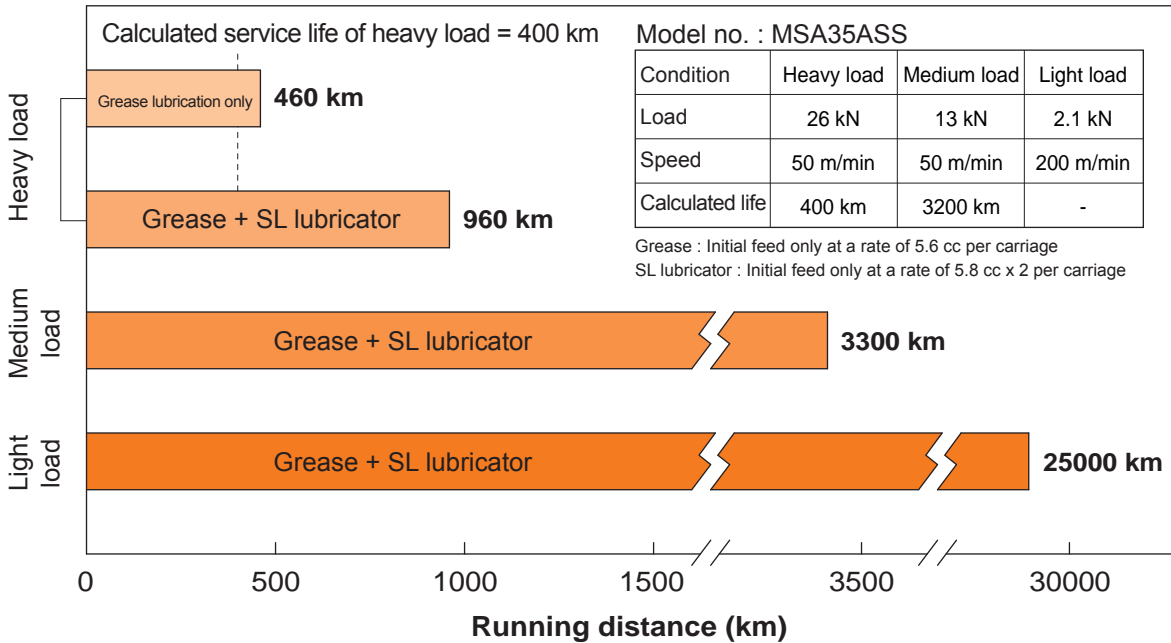 Calculated service life of heavy load = 400 km
Model no. : MSA35ASS
Condition Heavy load Medium load Light load
Load 26 kN 13 kN 2.1 kN
Speed 50 m/min 50 m/min 200 m/min
Calculated life 400 km 3200 km -
Grease : Initial feed only at a rate of 5.6 cc per carriage
SL lubricator : Initial feed only at a rate of 5.8 cc x 2 per carriage
Heavy load
Grease lubrication only 460 km
Grease + SL lubricator 960 km
Medium
load
Grease + SL lubricator 3300 km
Light
load
Grease + SL lubricator 25000 km
0 500 1000 1500 3500 30000
Running distance (km)